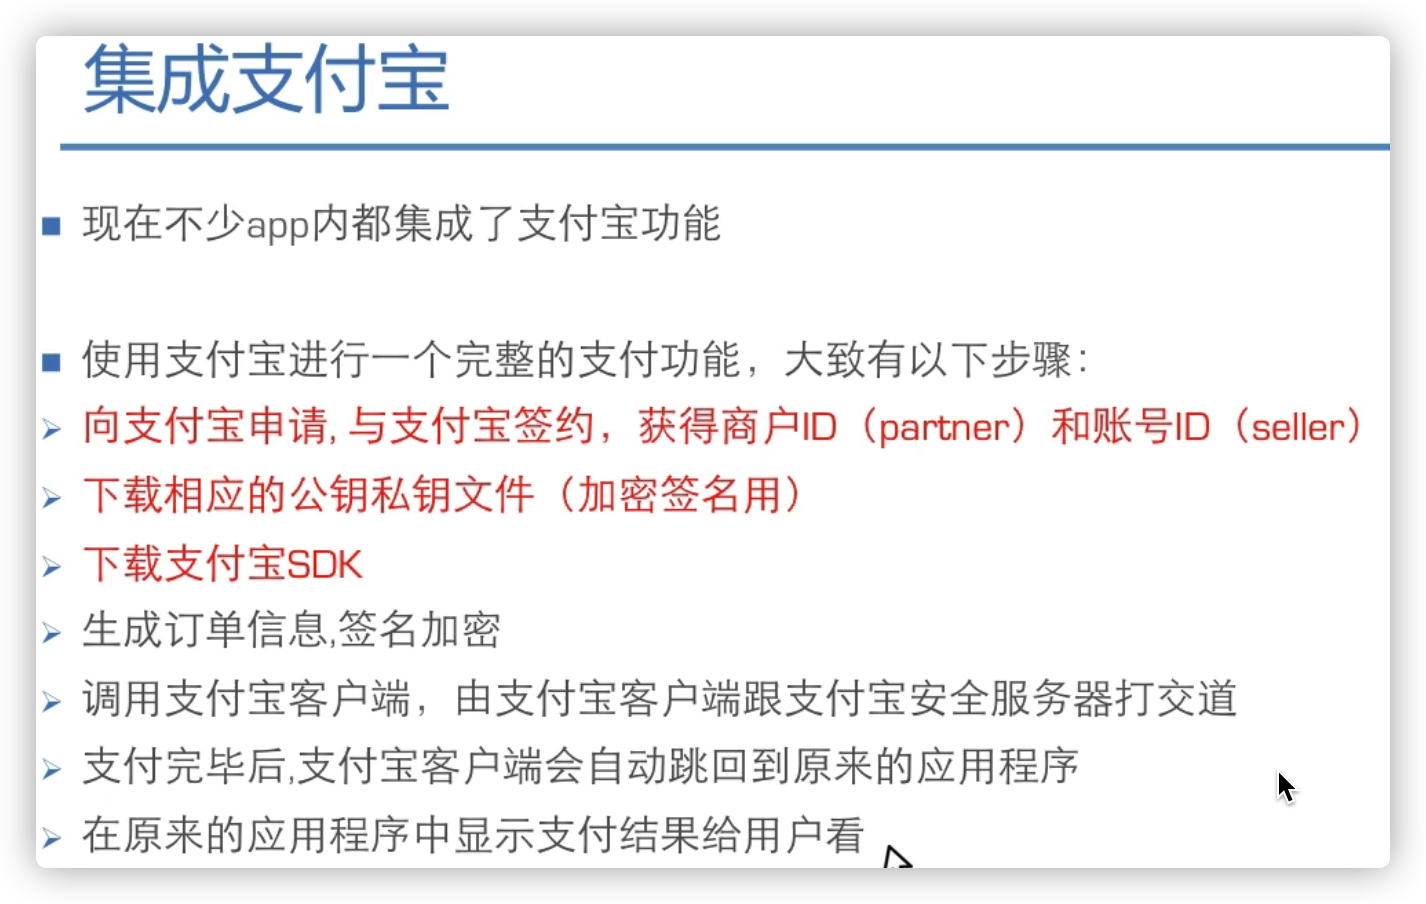 集成支付宝
现在不少app内都集成了支付宝功能
使用支付宝进行一个完整的支付功能，大致有以下步骤：
向支付宝申请, 与支付宝签约，获得商户ID（partner）和账号ID（seller）
下载相应的公钥私钥文件（加密签名用）
下载支付宝SDK
生成订单信息,签名加密
调用支付宝客户端，由支付宝客户端跟支付宝安全服务器打交道
支付完毕后,支付宝客户端会自动跳回到原来的应用程序
在原来的应用程序中显示支付结果给用户看